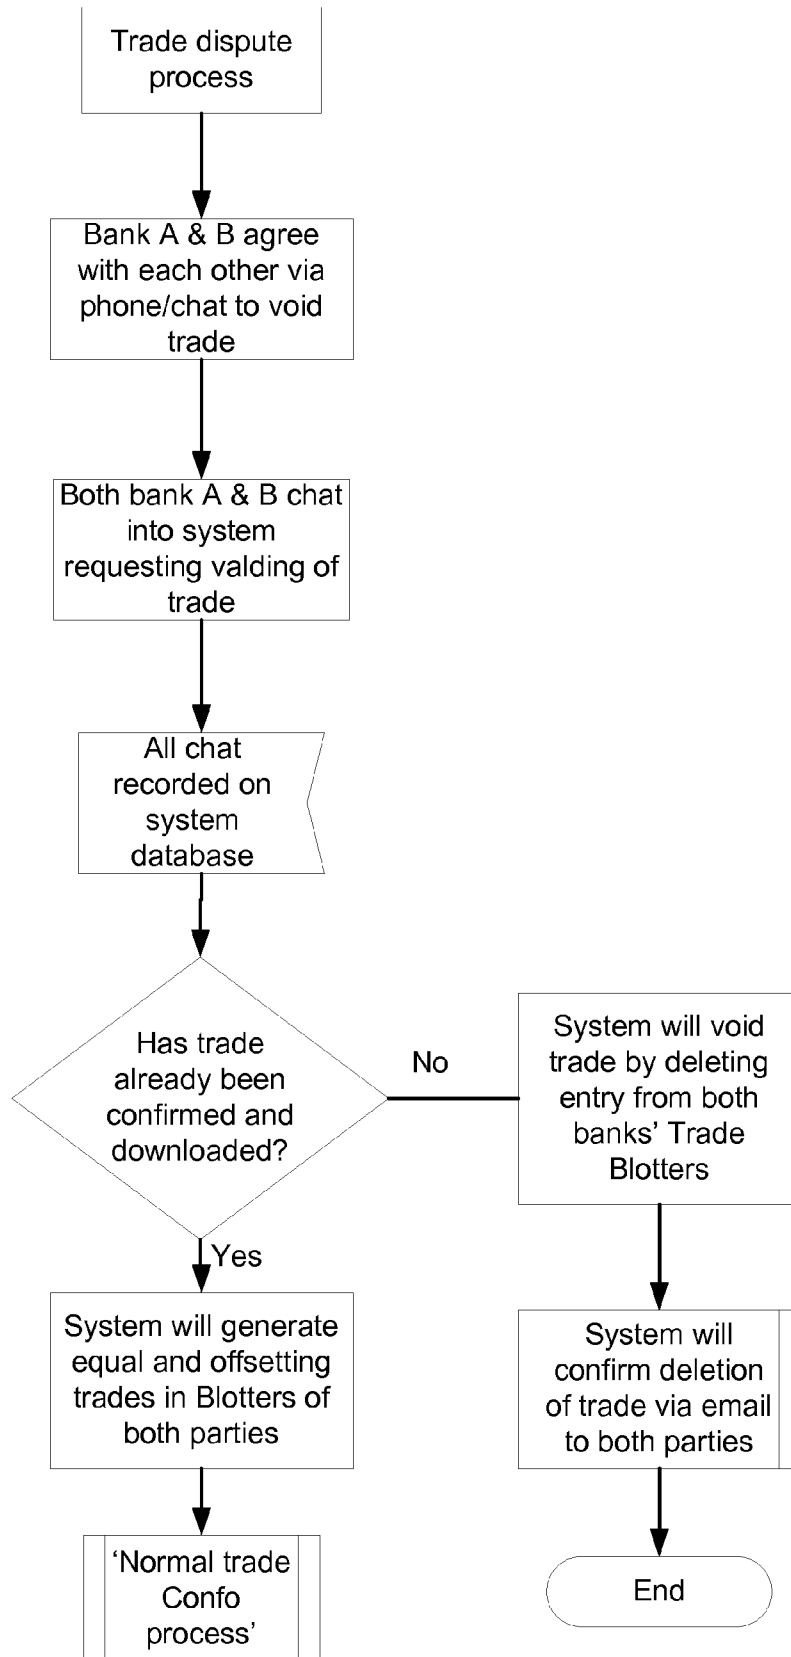 Trade dispute
process
Bank A & B agree
with each other via
phone/chat to void
trade
Both bank A & B chat
into system
requesting valding of
trade
All chat
recorded on
system
database
Has trade
already been
confirmed and
downloaded?
No
System will void
trade by deleting
entry from both
banks’ Trade
Blotters
Yes
System will generate
equal and offsetting
trades in Blotters of
both parties
System will
confirm deletion
of trade via email
to both parties
‘Normal trade
Confo
process’
End